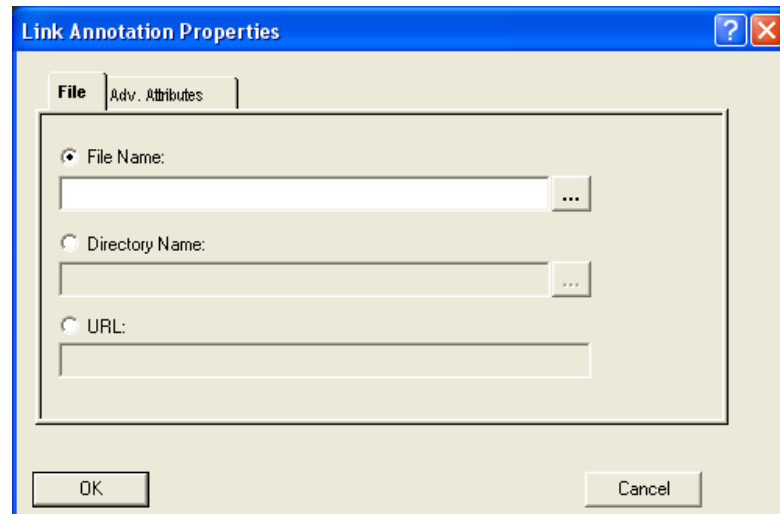 Link Annotation Properties
File Adv. Attributes
File Name:
...
Directory Name:
...
URL:
OK Cancel